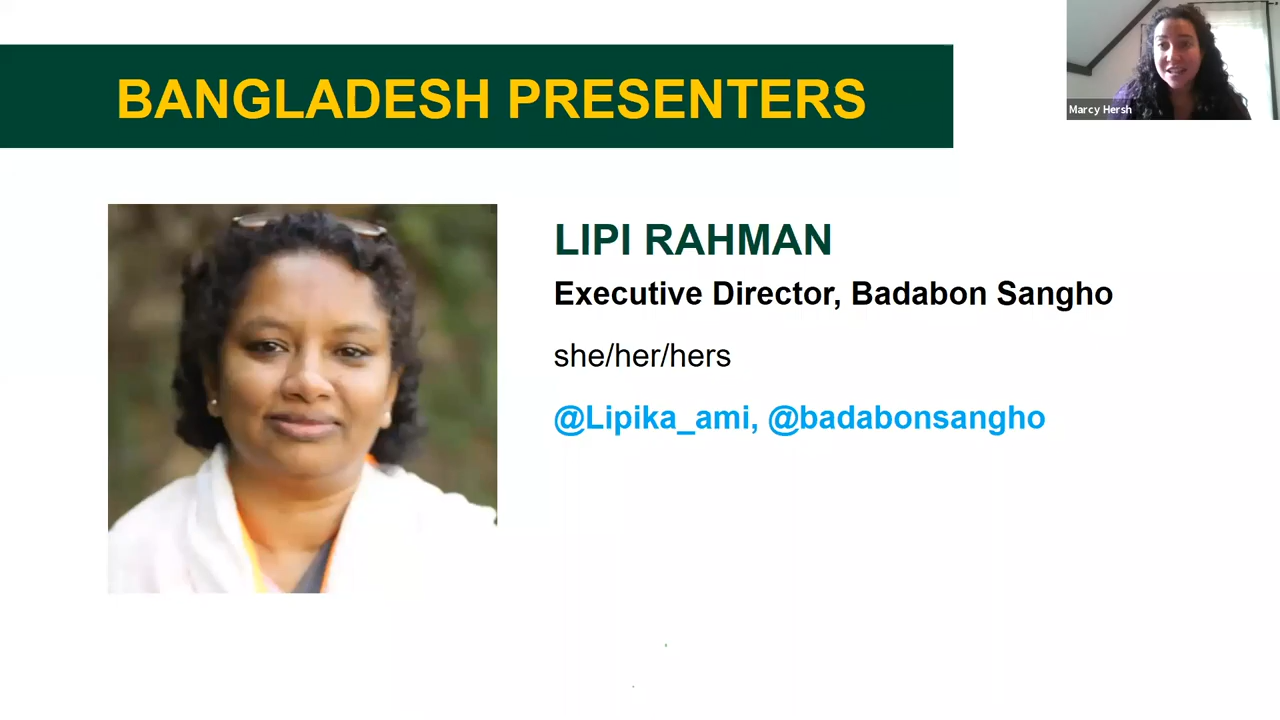 BANGLADESH PRESENTERS
Marcy Hersh
LIPI RAHMAN
Executive Director, Badabon Sangho
she/her/hers
@Lipika_ami, @badabonsangho